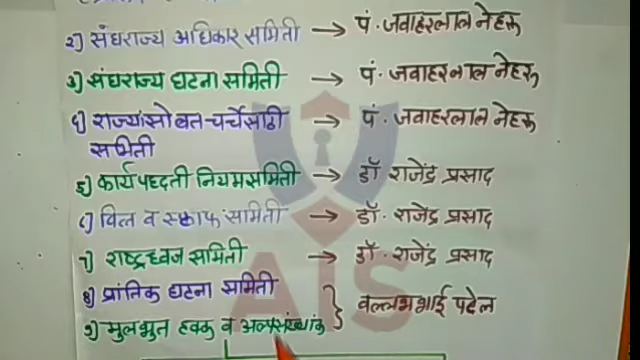 २) संघराज्य अधिकार समिती → पं. जवाहरलाल नेहरू
३) संघराज्य घटना समिती → पं. जवाहरलाल नेहरू
४) राज्यांसोबत चर्चेसाठी → पं. जवाहरलाल नेहरू
समिती
५) कार्यपद्दती नियमसमिती → डॉ राजेंद्र प्रसाद
६) वित्त व स्टाफ समिती → डॉ. राजेंद्र प्रसाद
७) राष्ट्रध्वज समिती → डॉ. राजेंद्र प्रसाद
८) प्रांतिक घटना समिती
९) मुलभुत हक्क व अल्पसंख्यांक } वल्लभभाई पटेल
AIS